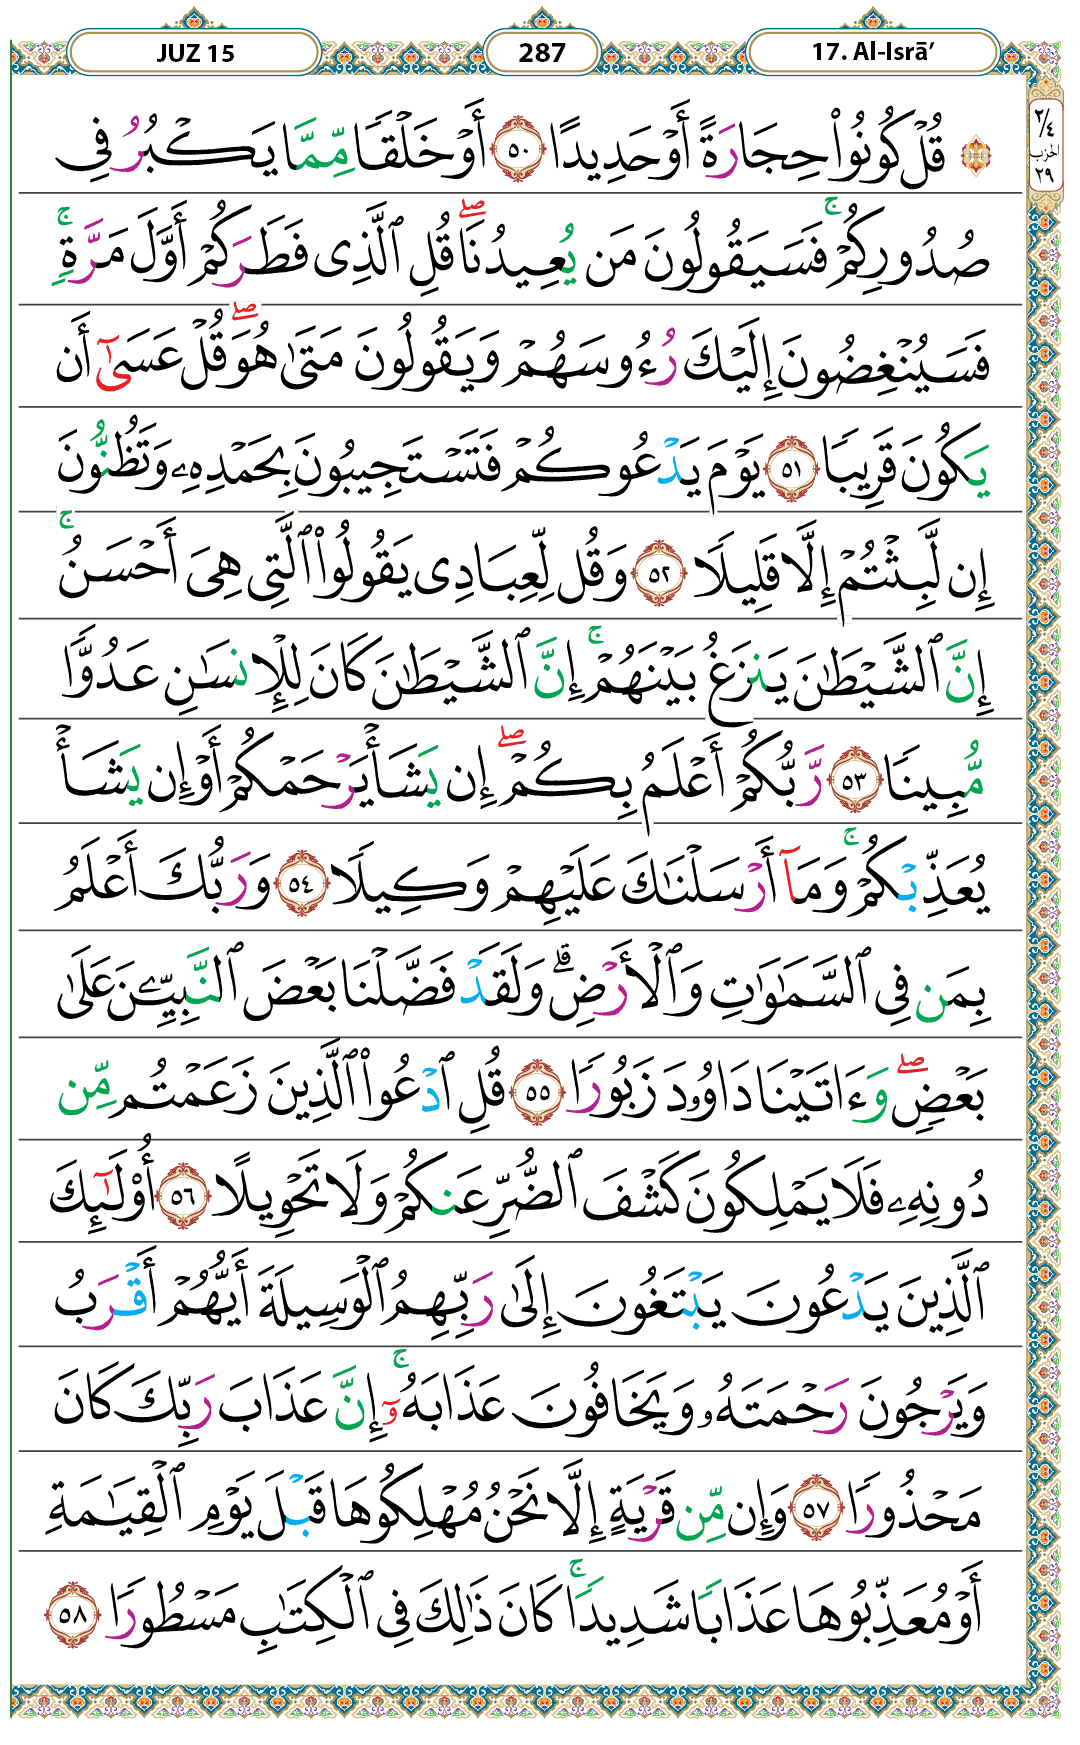 JUZ 15
287
17. Al-Isrā’
٢/٤
الحزب
٢٩
۞ قُلْ كُونُوا۟ حِجَارَةً أَوْ حَدِيدًا ٥٠ أَوْ خَلْقًا مِّمَّا يَكْبُرُ فِى
صُدُورِكُمْ ۚ فَسَيَقُولُونَ مَن يُعِيدُنَا ۖ قُلِ ٱلَّذِى فَطَرَكُمْ أَوَّلَ مَرَّةٍ ۚ
فَسَيُنْغِضُونَ إِلَيْكَ رُءُوسَهُمْ وَيَقُولُونَ مَتَىٰ هُوَ ۖ قُلْ عَسَىٰٓ أَن
يَكُونَ قَرِيبًا ٥١ يَوْمَ يَدْعُوكُمْ فَتَسْتَجِيبُونَ بِحَمْدِهِۦ وَتَظُنُّونَ
إِن لَّبِثْتُمْ إِلَّا قَلِيلًا ٥٢ وَقُل لِّعِبَادِى يَقُولُوا۟ ٱلَّتِى هِىَ أَحْسَنُ ۚ
إِنَّ ٱلشَّيْطَٰنَ يَنزَغُ بَيْنَهُمْ ۚ إِنَّ ٱلشَّيْطَٰنَ كَانَ لِلْإِنسَٰنِ عَدُوًّا
مُّبِينًا ٥٣ رَّبُّكُمْ أَعْلَمُ بِكُمْ ۖ إِن يَشَأْ يَرْحَمْكُمْ أَوْ إِن يَشَأْ
يُعَذِّبْكُمْ ۚ وَمَآ أَرْسَلْنَٰكَ عَلَيْهِمْ وَكِيلًا ٥٤ وَرَبُّكَ أَعْلَمُ
بِمَن فِى ٱلسَّمَٰوَٰتِ وَٱلْأَرْضِ ۗ وَلَقَدْ فَضَّلْنَا بَعْضَ ٱلنَّبِيِّـۧنَ عَلَىٰ
بَعْضٍ ۖ وَءَاتَيْنَا دَاوُۥدَ زَبُورًا ٥٥ قُلِ ٱدْعُوا۟ ٱلَّذِينَ زَعَمْتُم مِّن
دُونِهِۦ فَلَا يَمْلِكُونَ كَشْفَ ٱلضُّرِّ عَنكُمْ وَلَا تَحْوِيلًا ٥٦ أُو۟لَٰٓئِكَ
ٱلَّذِينَ يَدْعُونَ يَبْتَغُونَ إِلَىٰ رَبِّهِمُ ٱلْوَسِيلَةَ أَيُّهُمْ أَقْرَبُ
وَيَرْجُونَ رَحْمَتَهُۥ وَيَخَافُونَ عَذَابَهُۥٓ ۚ إِنَّ عَذَابَ رَبِّكَ كَانَ
مَحْذُورًا ٥٧ وَإِن مِّن قَرْيَةٍ إِلَّا نَحْنُ مُهْلِكُوهَا قَبْلَ يَوْمِ ٱلْقِيَٰمَةِ
أَوْ مُعَذِّبُوهَا عَذَابًا شَدِيدًا ۚ كَانَ ذَٰلِكَ فِى ٱلْكِتَٰبِ مَسْطُورًا ٥٨